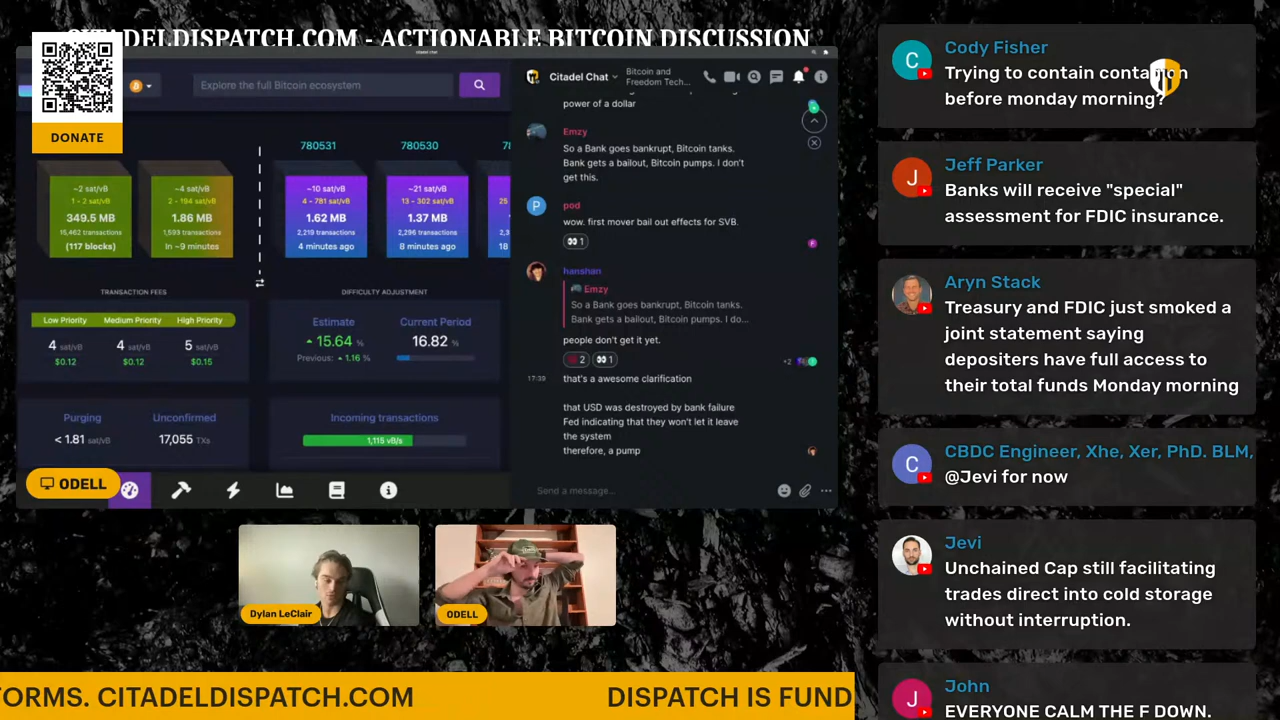 CITADELDISPATCH.COM - ACTIONABLE BITCOIN DISCUSSION
DONATE
Explore the full Bitcoin ecosystem
780531
780530
~2 sat/vB
1 - 2 sat/vB
349.5 MB
15,462 transactions
(117 blocks)
~4 sat/vB
2 - 194 sat/vB
1.86 MB
1,593 transactions
In ~9 minutes
~10 sat/vB
4 - 781 sat/vB
1.62 MB
2,219 transactions
4 minutes ago
~21 sat/vB
13 - 302 sat/vB
1.37 MB
2,296 transactions
8 minutes ago
25
18
TRANSACTION FEES
Low Priority
Medium Priority
High Priority
4 sat/vB
$0.12
4 sat/vB
$0.12
5 sat/vB
$0.15
DIFFICULTY ADJUSTMENT
Estimate
15.64 %
Previous: 1.16 %
Current Period
16.82 %
Purging
< 1.81 sat/vB
Unconfirmed
17,055 TXs
Incoming transactions
1,115 vB/s
ODELL
Citadel Chat
Bitcoin and
Freedom Tech...
power of a dollar
Emzy
So a Bank goes bankrupt, Bitcoin tanks.
Bank gets a bailout, Bitcoin pumps. I don't
get this.
P
pod
wow. first mover bail out effects for SVB.
1
hanshan
Emzy
So a Bank goes bankrupt, Bitcoin tanks.
Bank gets a bailout, Bitcoin pumps. I do...
people don't get it yet.
2
1
+2
17:39
that's a awesome clarification
that USD was destroyed by bank failure
Fed indicating that they won't let it leave
the system
therefore, a pump
Send a message...
Dylan LeClair
ODELL
C
Cody Fisher
Trying to contain
before monday morning?
J
Jeff Parker
Banks will receive "special"
assessment for FDIC insurance.
Aryn Stack
Treasury and FDIC just smoked a
joint statement saying
depositers have full access to
their total funds Monday morning
C
CBDC Engineer, Xhe, Xer, PhD. BLM,
@Jevi for now
Jevi
Unchained Cap still facilitating
trades direct into cold storage
without interruption.
J
John
EVERYONE CALM THE F DOWN.
FORMS. CITADELDISPATCH.COM
DISPATCH IS FUND